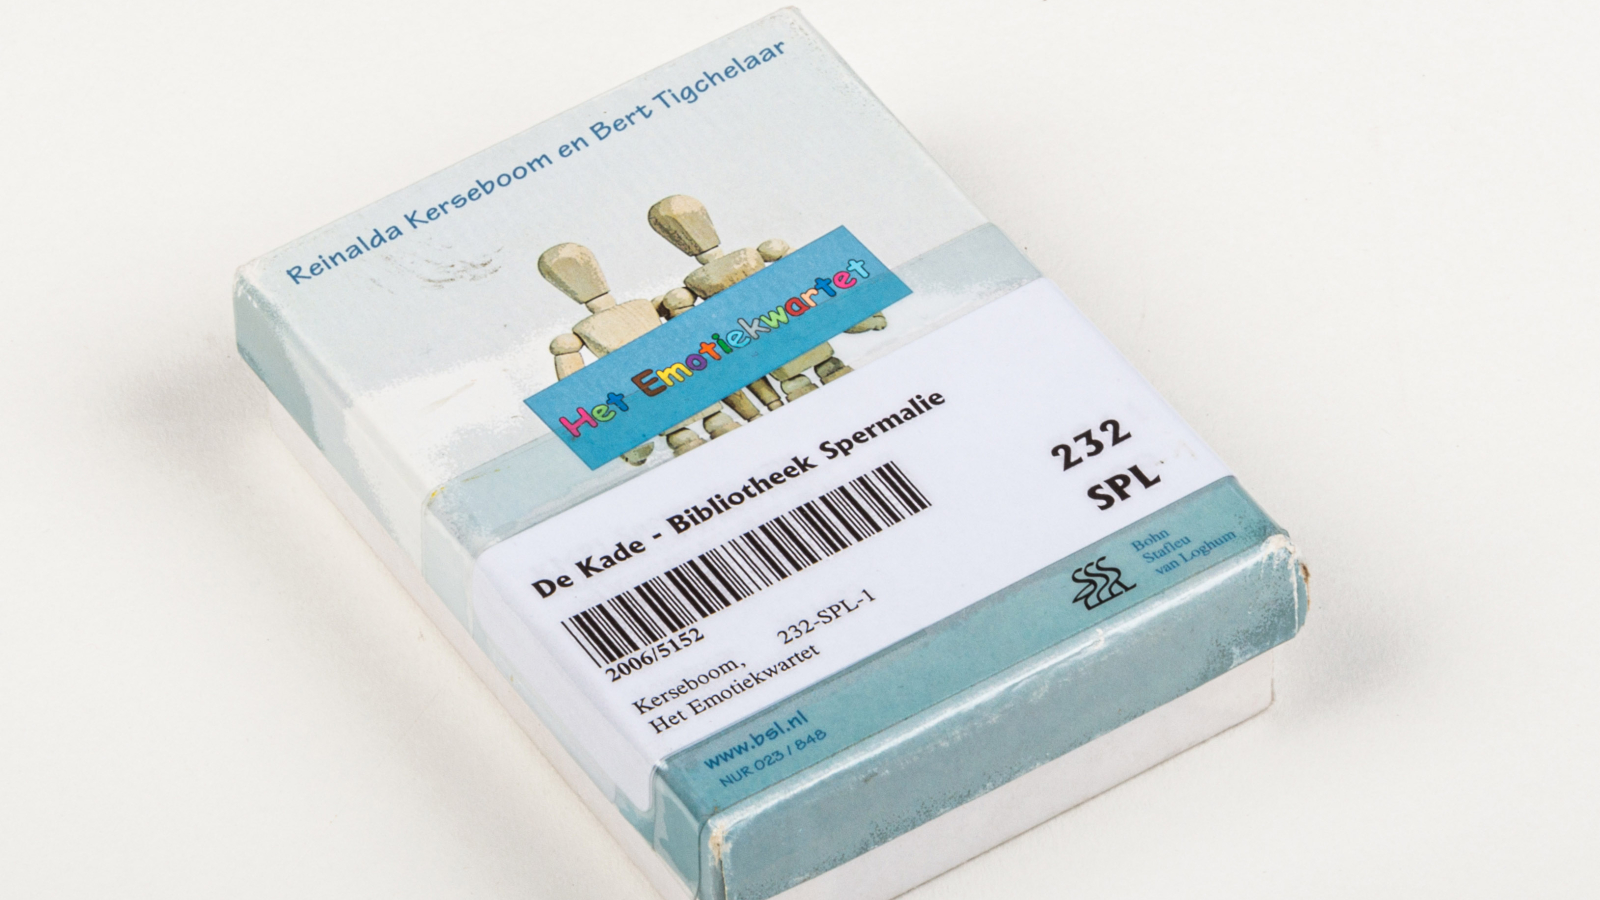 Reinalda Kerseboom en Bert Tigchelaar
Het Emotiekwartet
De Kade - Bibliotheek Spermalie
232
SPL
2006/5152
232-SPL-1
Kerseboom,
Het Emotiekwartet
Bohn
Stafleu
van Loghum
www.bsl.nl
NUR 023 / 848